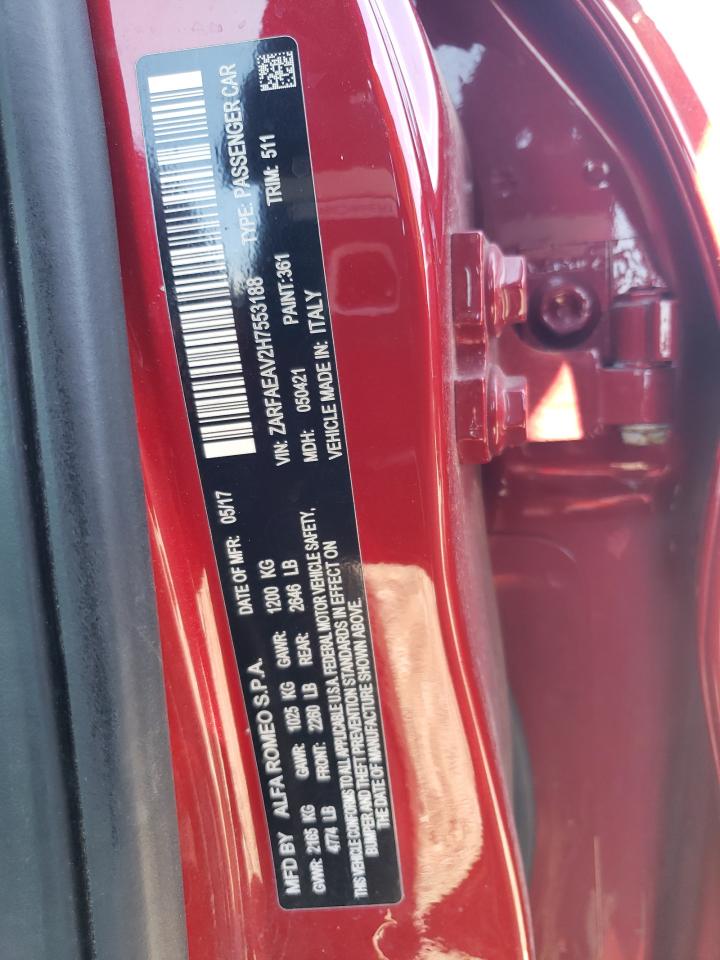 MFD BY ALFA ROMEO S.P.A. DATE OF MFR: 05/17
GVWR: 2165 KG GAWR: 1025 KG GAWR: 1200 KG
4774 LB FRONT: 2260 LB REAR: 2646 LB
THIS VEHICLE CONFORMS TO ALL APPLICABLE U.S.A. FEDERAL MOTOR VEHICLE SAFETY,
BUMPER AND THEFT PREVENTION STANDARDS IN EFFECT ON
THE DATE OF MANUFACTURE SHOWN ABOVE.
VIN: ZARFAEAV2H7553188 TYPE: PASSENGER CAR
MDH: 050421 PAINT:361 TRIM: 511
VEHICLE MADE IN: ITALY